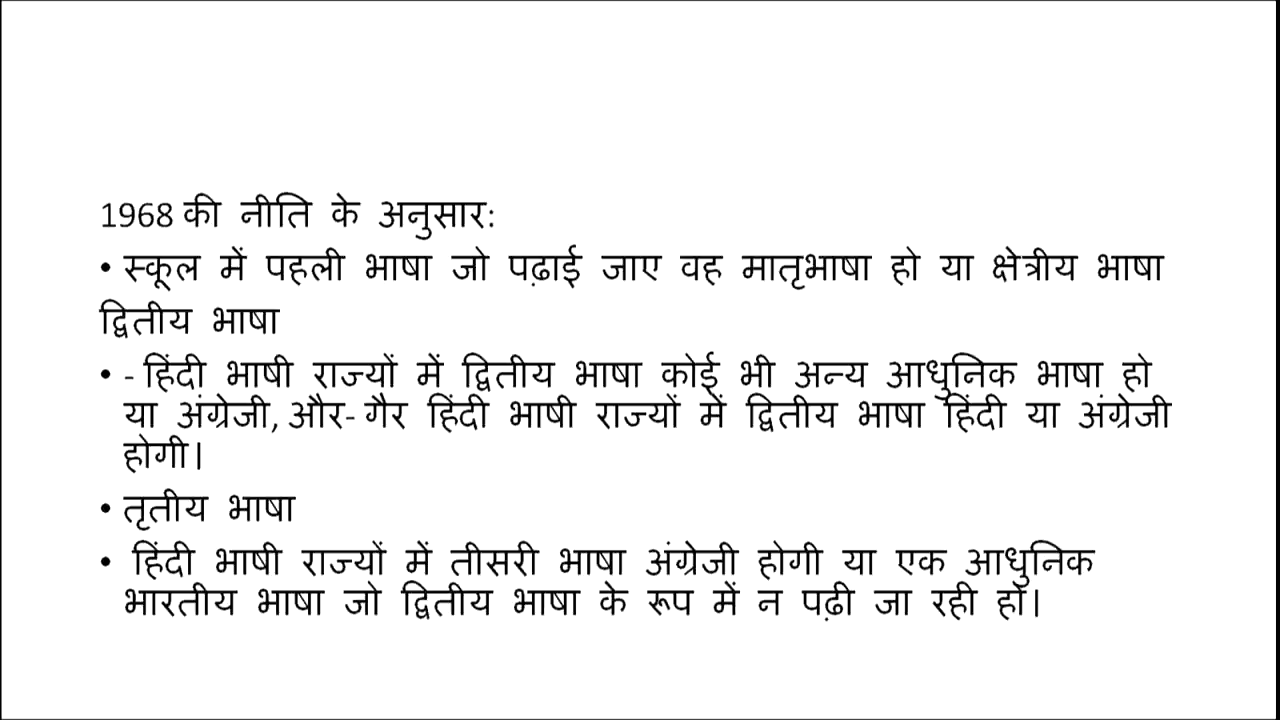 1968 की नीति के अनुसार:
• स्कूल में पहली भाषा जो पढ़ाई जाए वह मातृभाषा हो या क्षेत्रीय भाषा
द्वितीय भाषा
• - हिंदी भाषी राज्यों में द्वितीय भाषा कोई भी अन्य आधुनिक भाषा हो
या अंग्रेजी, और- गैर हिंदी भाषी राज्यों में द्वितीय भाषा हिंदी या अंग्रेजी
होगी।
• तृतीय भाषा
• हिंदी भाषी राज्यों में तीसरी भाषा अंग्रेजी होगी या एक आधुनिक
भारतीय भाषा जो द्वितीय भाषा के रूप में न पढ़ी जा रही हो।